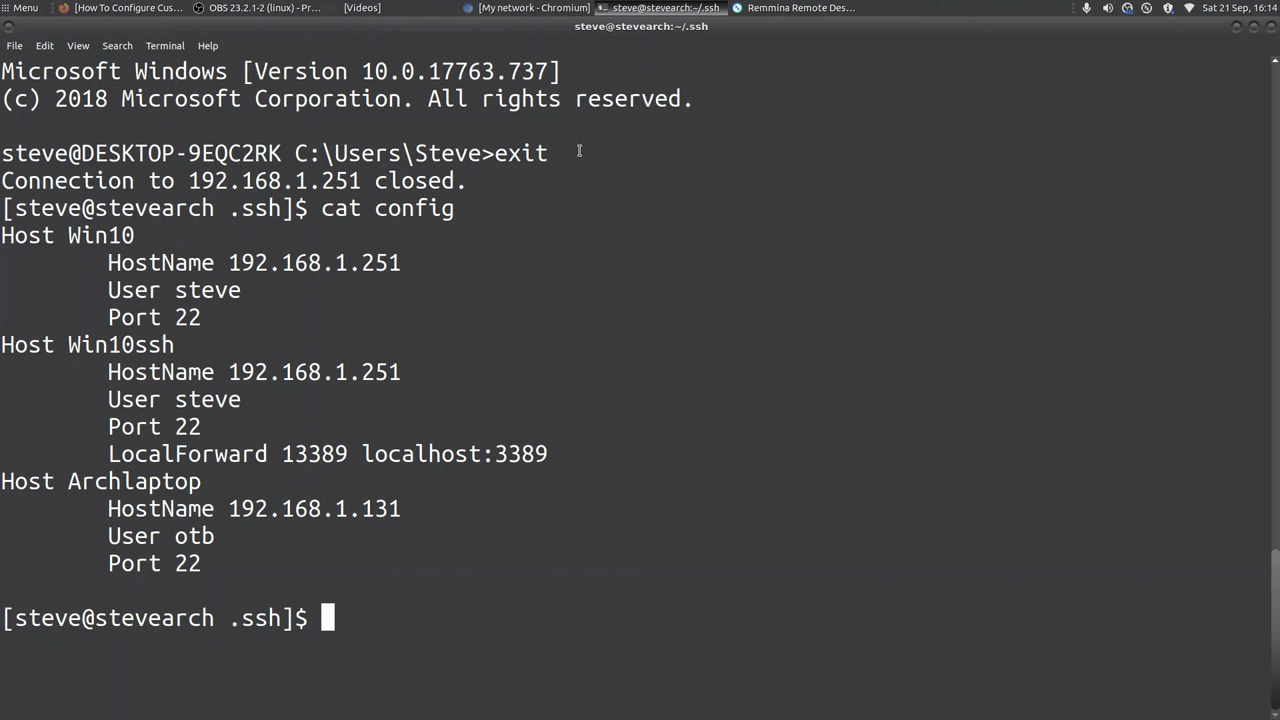 Menu [How To Configure Cus... OBS 23.2.1-2 (linux) - Pr... [Videos] [My network - Chromium] steve@stevearch:~/.ssh Remmina Remote Des... Sat 21 Sep, 16:14
steve@stevearch:~/.ssh
File Edit View Search Terminal Help
Microsoft Windows [Version 10.0.17763.737]
(c) 2018 Microsoft Corporation. All rights reserved.
steve@DESKTOP-9EQC2RK C:\Users\Steve>exit
Connection to 192.168.1.251 closed.
[steve@stevearch .ssh]$ cat config
Host Win10
HostName 192.168.1.251
User steve
Port 22
Host Win10ssh
HostName 192.168.1.251
User steve
Port 22
LocalForward 13389 localhost:3389
Host Archlaptop
HostName 192.168.1.131
User otb
Port 22
[steve@stevearch .ssh]$